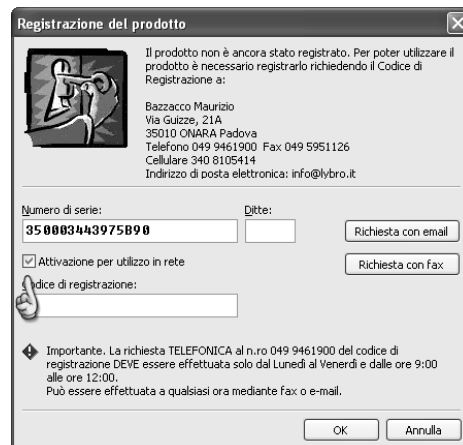 Registrazione del prodotto
Il prodotto non è ancora stato registrato. Per poter utilizzare il
prodotto è necessario registrarlo richiedendo il Codice di
Registrazione a:
Bazzacco Maurizio
Via Guizze, 21A
35010 ONARA Padova
Telefono 049 9461900 Fax 049 5951126
Cellulare 340 8105414
Indirizzo di posta elettronica: info@lybro.it
Numero di serie:
Ditte:
350003443975B90
Richiesta con email
Attivazione per utilizzo in rete
Richiesta con fax
odice di registrazione:
Importante. La richiesta TELEFONICA al n.ro 049 9461900 del codice di
registrazione DEVE essere effettuata solo dal Lunedì al Venerdì e dalle ore 9:00
alle ore 12:00.
Può essere effettuata a qualsiasi ora mediante fax o e-mail.
OK
Annulla